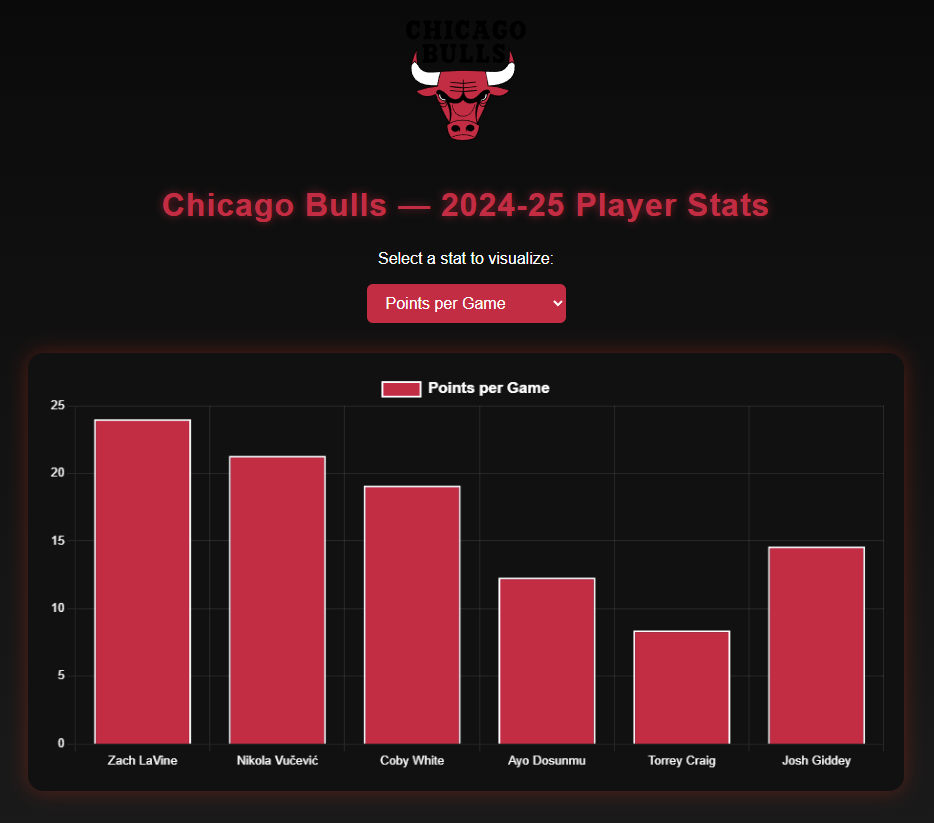 CHICAGO
BULLS
Chicago Bulls — 2024-25 Player Stats
Select a stat to visualize:
Points per Game
Points per Game
25
20
15
10
5
0
Zach LaVine Nikola Vučević Coby White Ayo Dosunmu Torrey Craig Josh Giddey